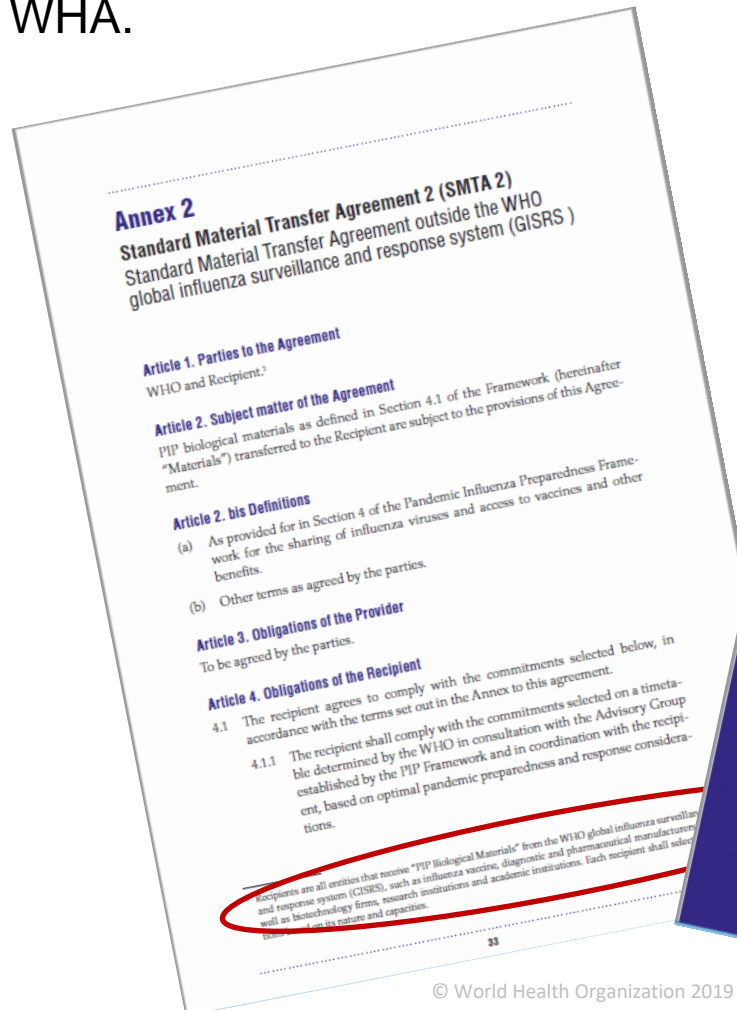 WHA.
Annex 2
Standard Material Transfer Agreement 2 (SMTA 2)
Standard Material Transfer Agreement outside the WHO
global influenza surveillance and response system (GISRS )
Article 1. Parties to the Agreement
WHO and Recipient.¹
Article 2. Subject matter of the Agreement
PIP biological materials as defined in Section 4.1 of the Framework (hereinafter
“Materials”) transferred to the Recipient are subject to the provisions of this Agree-
ment.
Article 2. bis Definitions
(a) As provided for in Section 4 of the Pandemic Influenza Preparedness Frame-
work for the sharing of influenza viruses and access to vaccines and other
benefits.
(b) Other terms as agreed by the parties.
Article 3. Obligations of the Provider
To be agreed by the parties.
Article 4. Obligations of the Recipient
4.1 The recipient agrees to comply with the commitments selected below, in
accordance with the terms set out in the Annex to this agreement.
4.1.1 The recipient shall comply with the commitments selected on a timeta-
ble determined by the WHO in consultation with the Advisory Group
established by the PIP Framework and in coordination with the recipi-
ent, based on optimal pandemic preparedness and response considera-
tions.
Recipients are all entities that receive “PIP Biological Materials” from the WHO global influenza
and response system (GISRS), such as influenza vaccine, diagnostic and pharmaceutical
well as biotechnology firms, research institutions and academic institutions. Each recipient shall
on its nature and capacities.
33
© World Health Organization 2019